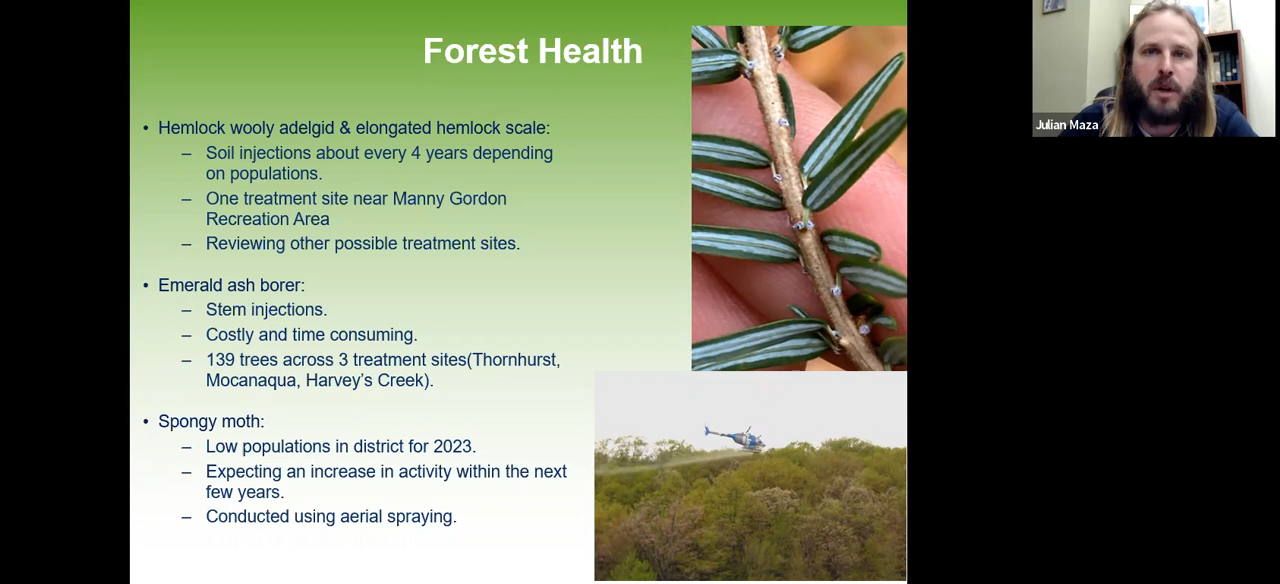 Forest Health
• Hemlock wooly adelgid & elongated hemlock scale:
– Soil injections about every 4 years depending
on populations.
– One treatment site near Manny Gordon
Recreation Area
– Reviewing other possible treatment sites.
• Emerald ash borer:
– Stem injections.
– Costly and time consuming.
– 139 trees across 3 treatment sites(Thornhurst,
Mocanaqua, Harvey's Creek).
• Spongy moth:
– Low populations in district for 2023.
– Expecting an increase in activity within the next
few years.
– Conducted using aerial spraying.
Julian Maza